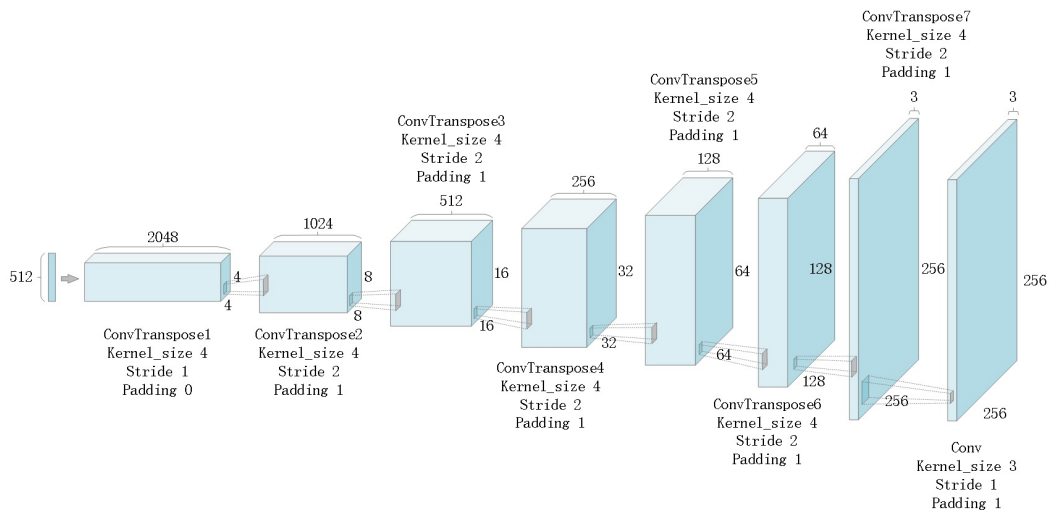 512
2048
4
4
ConvTranspose1
Kernel_size 4
Stride 1
Padding 0
1024
8
8
ConvTranspose2
Kernel_size 4
Stride 2
Padding 1
ConvTranspose3
Kernel_size 4
Stride 2
Padding 1
512
16
16
256
32
32
ConvTranspose4
Kernel_size 4
Stride 2
Padding 1
ConvTranspose5
Kernel_size 4
Stride 2
Padding 1
128
64
64
64
128
128
ConvTranspose6
Kernel_size 4
Stride 2
Padding 1
ConvTranspose7
Kernel_size 4
Stride 2
Padding 1
3
256
256
3
256
256
Conv
Kernel_size 3
Stride 1
Padding 1